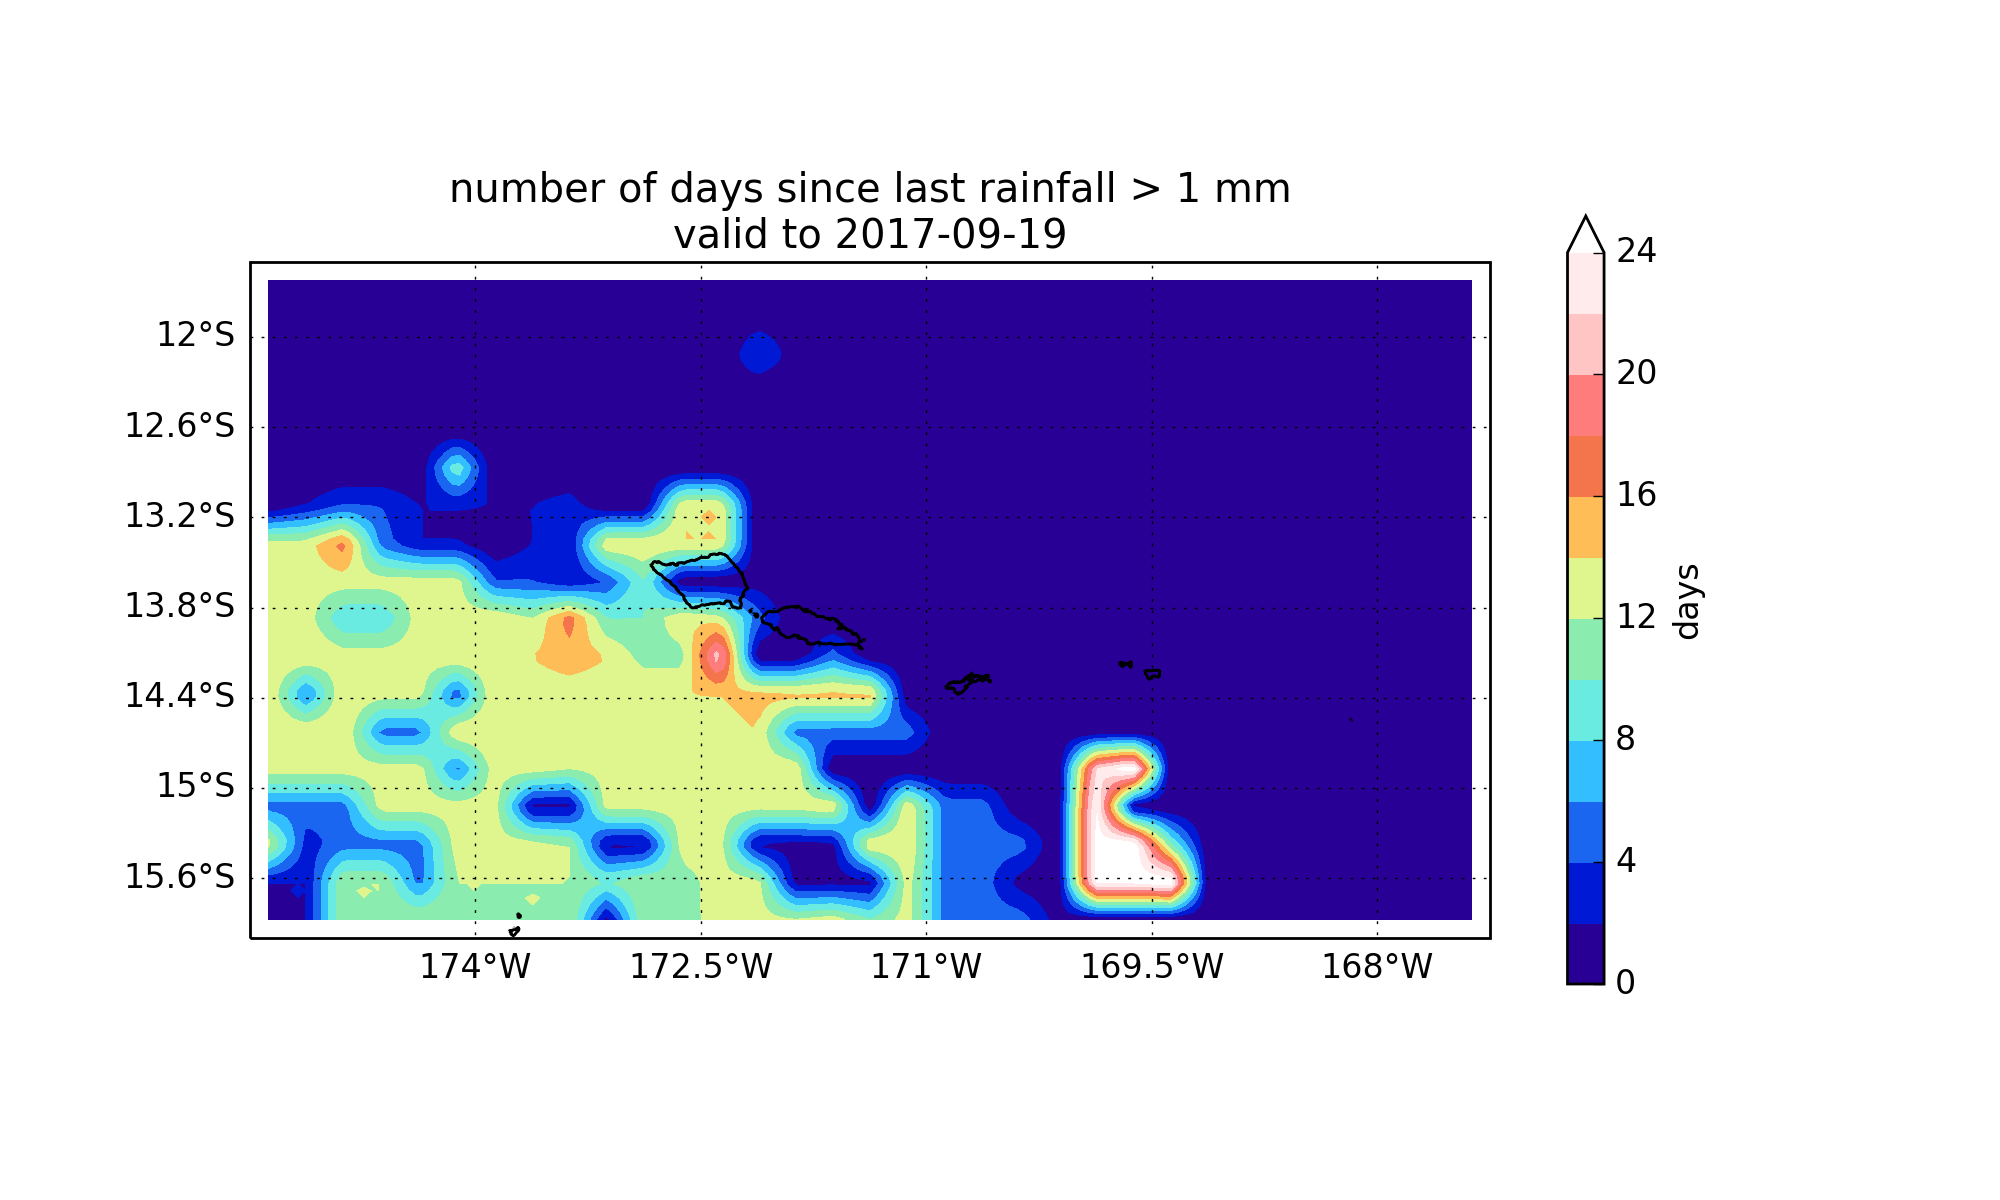 number of days since last rainfall > 1 mm
valid to 2017-09-19
12°S
12.6°S
13.2°S
13.8°S
14.4°S
15°S
15.6°S
174°W
172.5°W
171°W
169.5°W
168°W
24
20
16
12
8
4
0
days